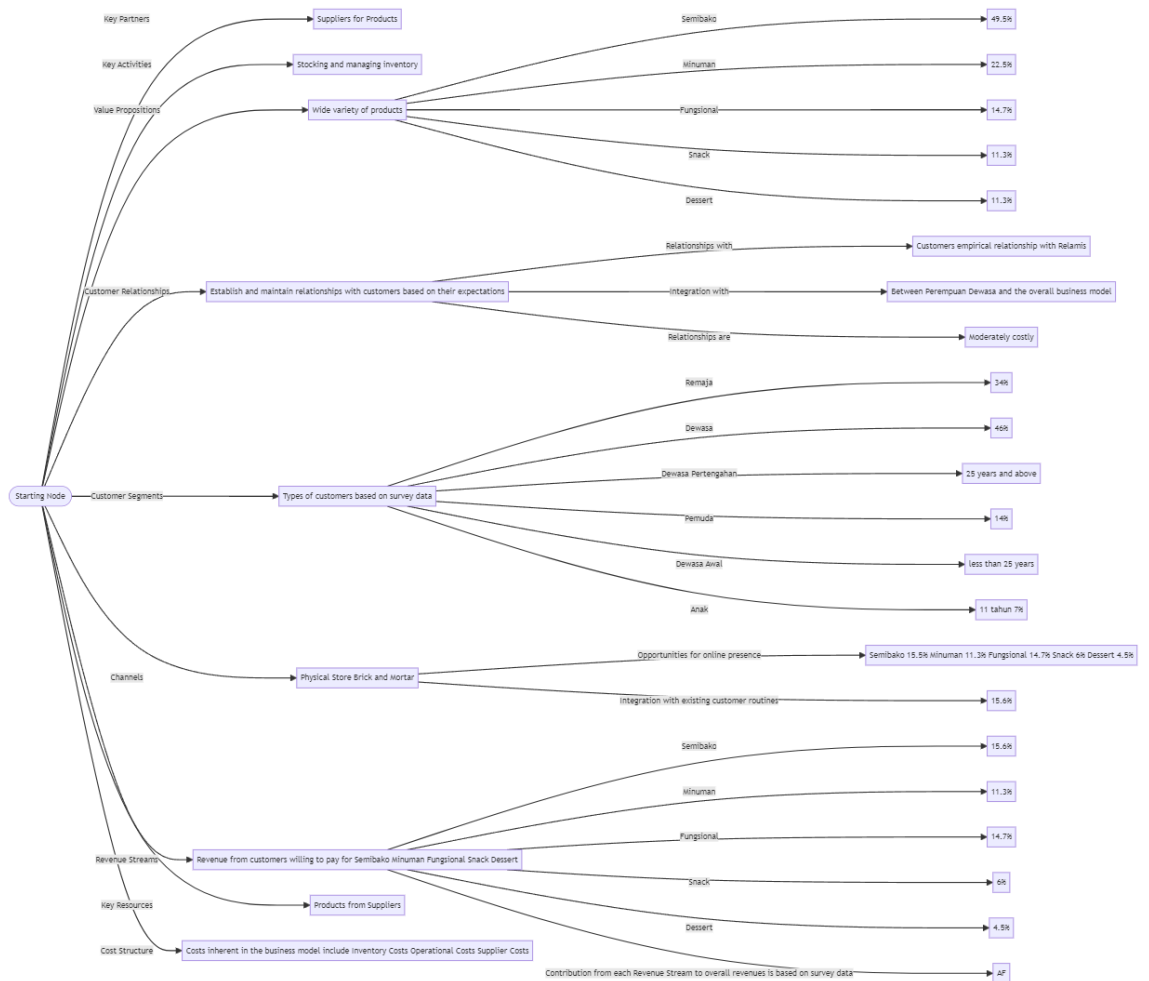 Key Partners
Suppliers for Products
Semibako
49.5%
Key Activities
Stocking and managing inventory
Minuman
22.5%
Value Propositions
Wide variety of products
Fungsional
14.7%
Snack
11.3%
Dessert
11.3%
Relationships with
Customers empirical relationship with Relamis
Customer Relationships
Establish and maintain relationships with customers based on their expectations
Integration with
Between Perempuan Dewasa and the overall business model
Relationships are
Moderately costly
Remaja
34%
Dewasa
46%
Dewasa Pertengahan
25 years and above
Starting Node
Customer Segments
Types of customers based on survey data
Pemuda
14%
Dewasa Awal
less than 25 years
Anak
11 tahun 7%
Opportunities for online presence
Semibako 15.5% Minuman 11.3% Fungsional 14.7% Snack 6% Dessert 4.5%
Channels
Physical Store Brick and Mortar
Integration with existing customer routines
15.6%
Semibako
15.6%
Minuman
11.3%
Fungsional
14.7%
Revenue Streams
Revenue from customers willing to pay for Semibako Minuman Fungsional Snack Dessert
Snack
6%
Key Resources
Products from Suppliers
Dessert
4.5%
Cost Structure
Costs inherent in the business model include Inventory Costs Operational Costs Supplier Costs
Contribution from each Revenue Stream to overall revenues is based on survey data
AF